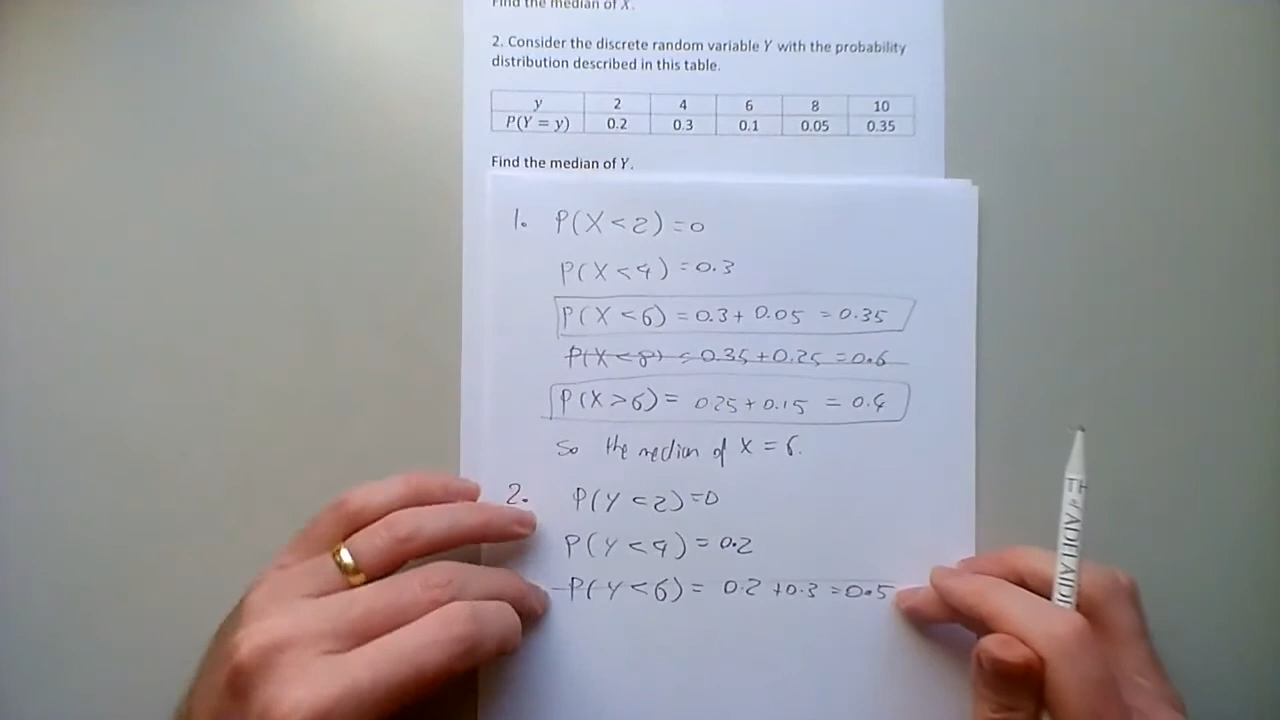 Find the median of X.
2. Consider the discrete random variable Y with the probability
distribution described in this table.
y 2 4 6 8 10
P(Y = y) 0.2 0.3 0.1 0.05 0.35
Find the median of Y.
1. P(X < 2) = 0
P(X < 4) = 0.3
P(X < 6) = 0.3 + 0.05 = 0.35
P(X < 8) = 0.35 + 0.25 = 0.6
P(X > 6) = 0.25 + 0.15 = 0.4
So the median of X = 6.
2. P(Y < 2) = 0
P(Y < 4) = 0.2
P(Y < 6) = 0.2 + 0.3 = 0.5